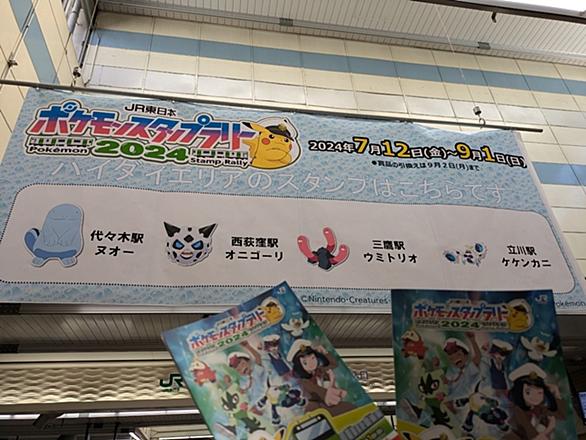 JR東日本
ポケモンスタンプラリー
Pokémon 2024 Stamp Rally
2024年7月12日(金)～9月1日(日)
●賞品の引換えは9月2日(月)まで
ハイダイエリアのスタンプはこちらです
代々木駅
ヌオー
西荻窪駅
オニゴーリ
三鷹駅
ウミトリオ
立川駅
ケケンカニ
©Nintendo・Creatures・
ポケモンスタンプラリー
2024
ポケモンスタンプラリー
2024
JR